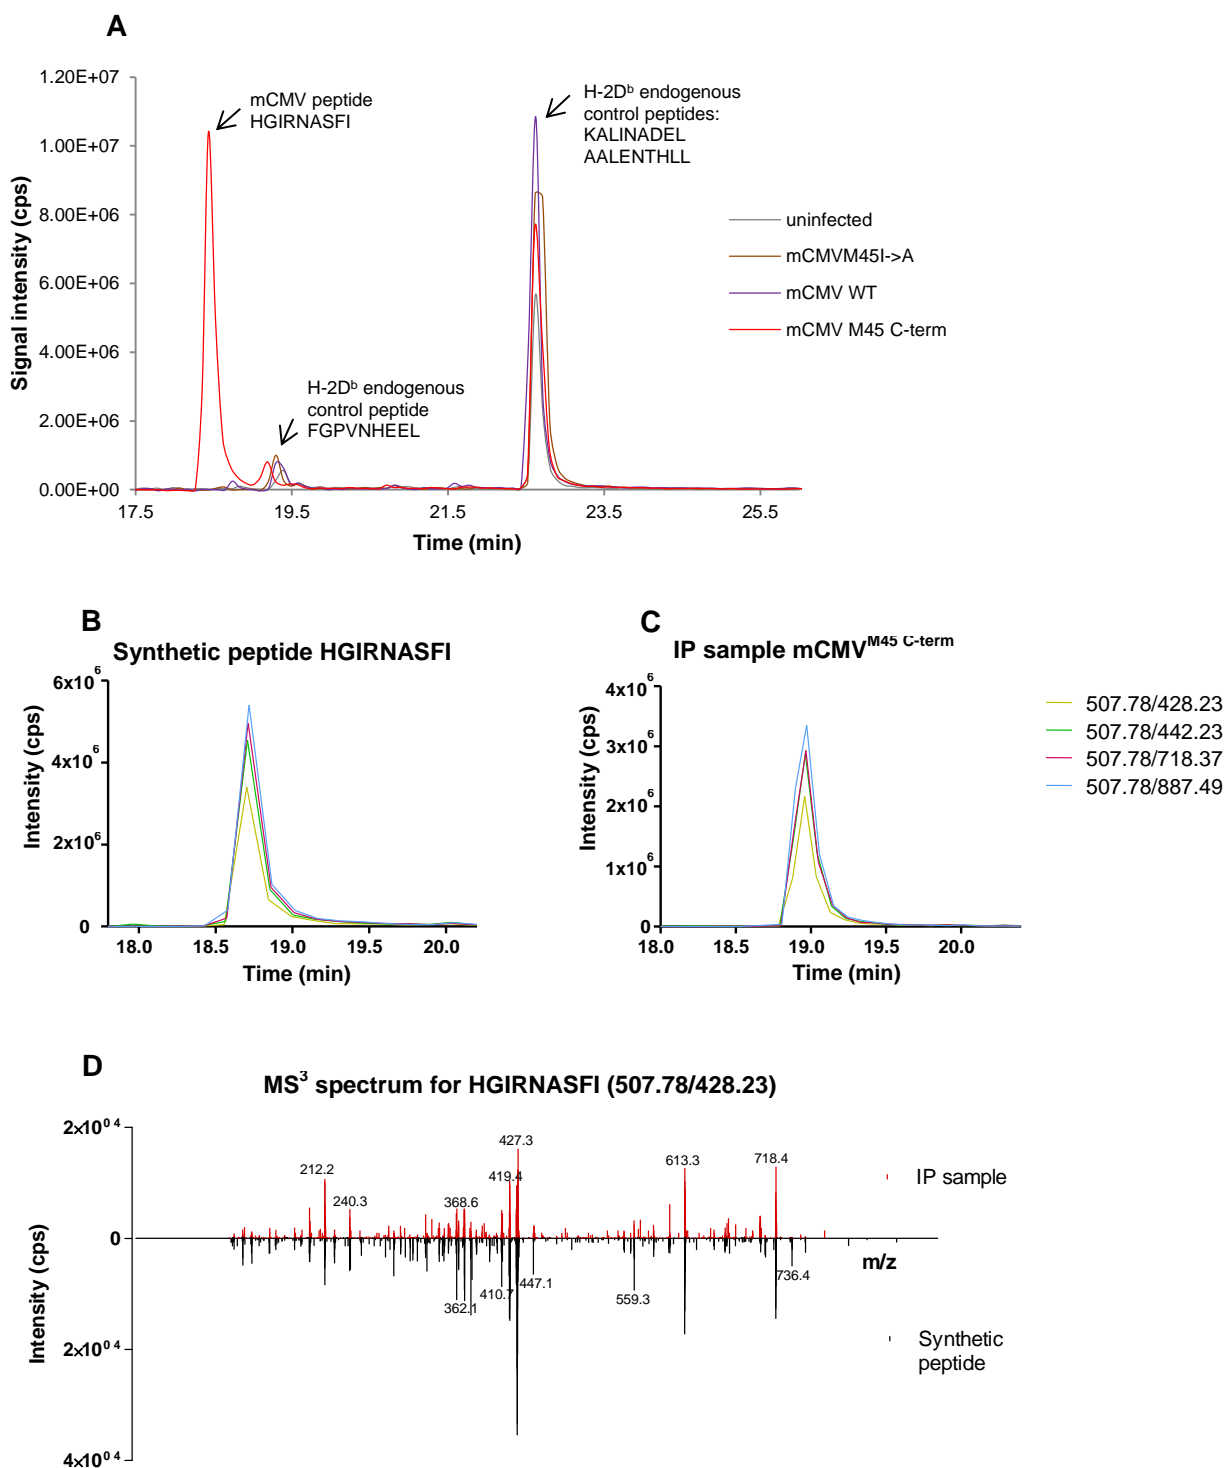 A
1.20E+07
1.00E+07
8.00E+06
6.00E+06
4.00E+06
2.00E+06
0.00E+00
Signal intensity (cps)
mCMV peptide
HGIRNASFI
H-2Dᵇ endogenous
control peptides:
KALINADEL
AALENTHLL
H-2Dᵇ endogenous
control peptide
FGPVNHEEL
uninfected
mCMVM45I->A
mCMV WT
mCMV M45 C-term
17.5 19.5 21.5 23.5 25.5
Time (min)
B
Synthetic peptide HGIRNASFI
6x10⁶
4x10⁶
2x10⁶
0
Intensity (cps)
18.0 18.5 19.0 19.5 20.0
Time (min)
C
IP sample mCMV^M45 C-term
4x10⁶
3x10⁶
2x10⁶
1x10⁶
0
Intensity (cps)
18.0 18.5 19.0 19.5 20.0
Time (min)
507.78/428.23
507.78/442.23
507.78/718.37
507.78/887.49
D
MS³ spectrum for HGIRNASFI (507.78/428.23)
2×10⁰⁴
0
2×10⁰⁴
4×10⁰⁴
Intensity (cps)
427.3
212.2
419.4
613.3
718.4
240.3
368.6
IP sample
m/z
447.1
736.4
410.7
559.3
362.1
Synthetic
peptide